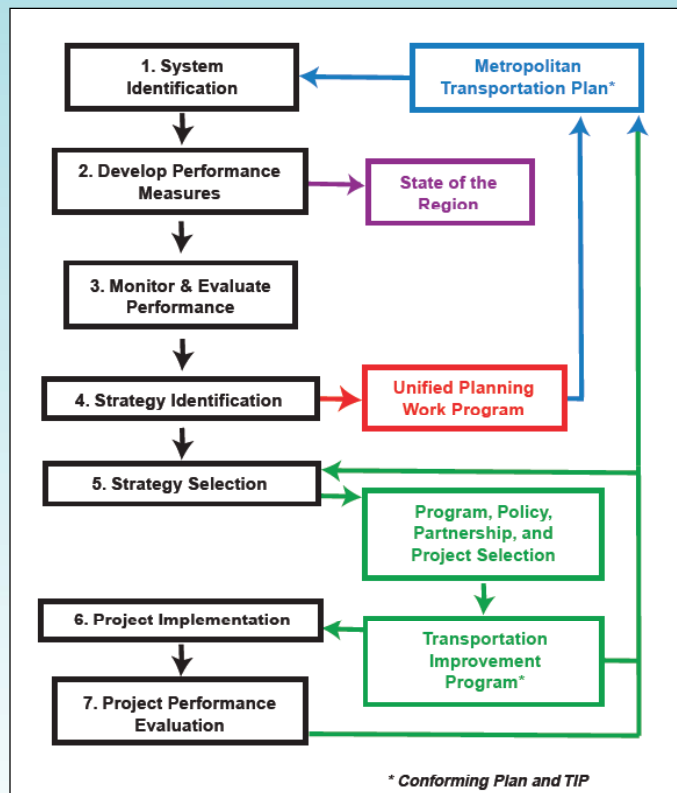 1. System
Identification
Metropolitan
Transportation Plan*
2. Develop Performance
Measures
State of the
Region
3. Monitor & Evaluate
Performance
4. Strategy Identification
Unified Planning
Work Program
5. Strategy Selection
Program, Policy,
Partnership, and
Project Selection
6. Project Implementation
Transportation
Improvement
Program*
7. Project Performance
Evaluation
* Conforming Plan and TIP